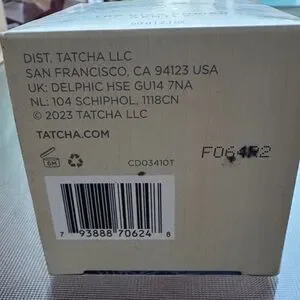 DIST. TATCHA LLC
SAN FRANCISCO, CA 94123 USA
UK: DELPHIC HSE GU14 7NA
NL: 104 SCHIPHOL, 1118CN
© 2023 TATCHA LLC
TATCHA.COM
6M
CD03410T
F064R2
7 93888 70624 8